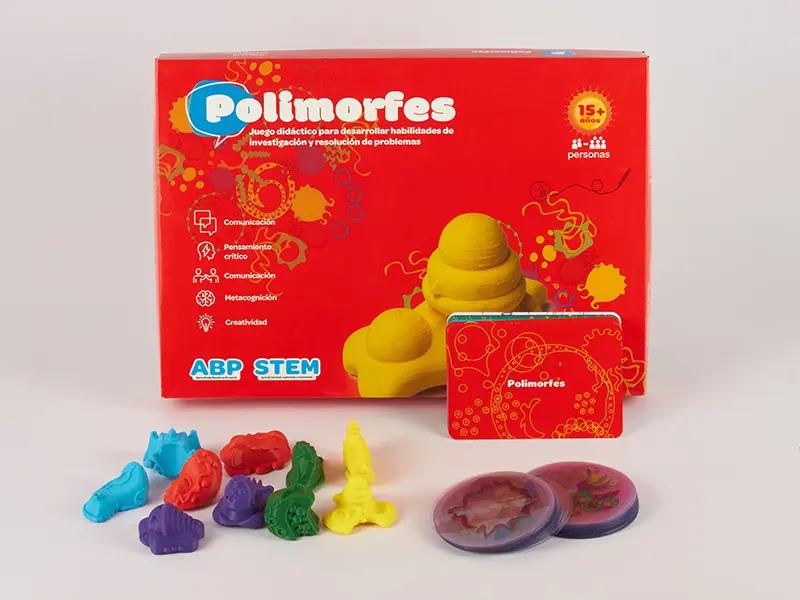 Polimorfes
Juego didáctico para desarrollar habilidades de
investigación y resolución de problemas
15+
años
personas
Comunicación
Pensamiento
crítico
Comunicación
Metacognición
Creatividad
ABP STEM
Polimorfes